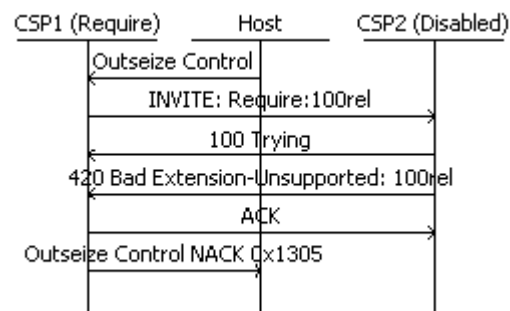 CSP1 (Require) Host CSP2 (Disabled)
Outseize Control
INVITE: Require:100rel
100 Trying
420 Bad Extension-Unsupported: 100rel
ACK
Outseize Control NACK 0x1305